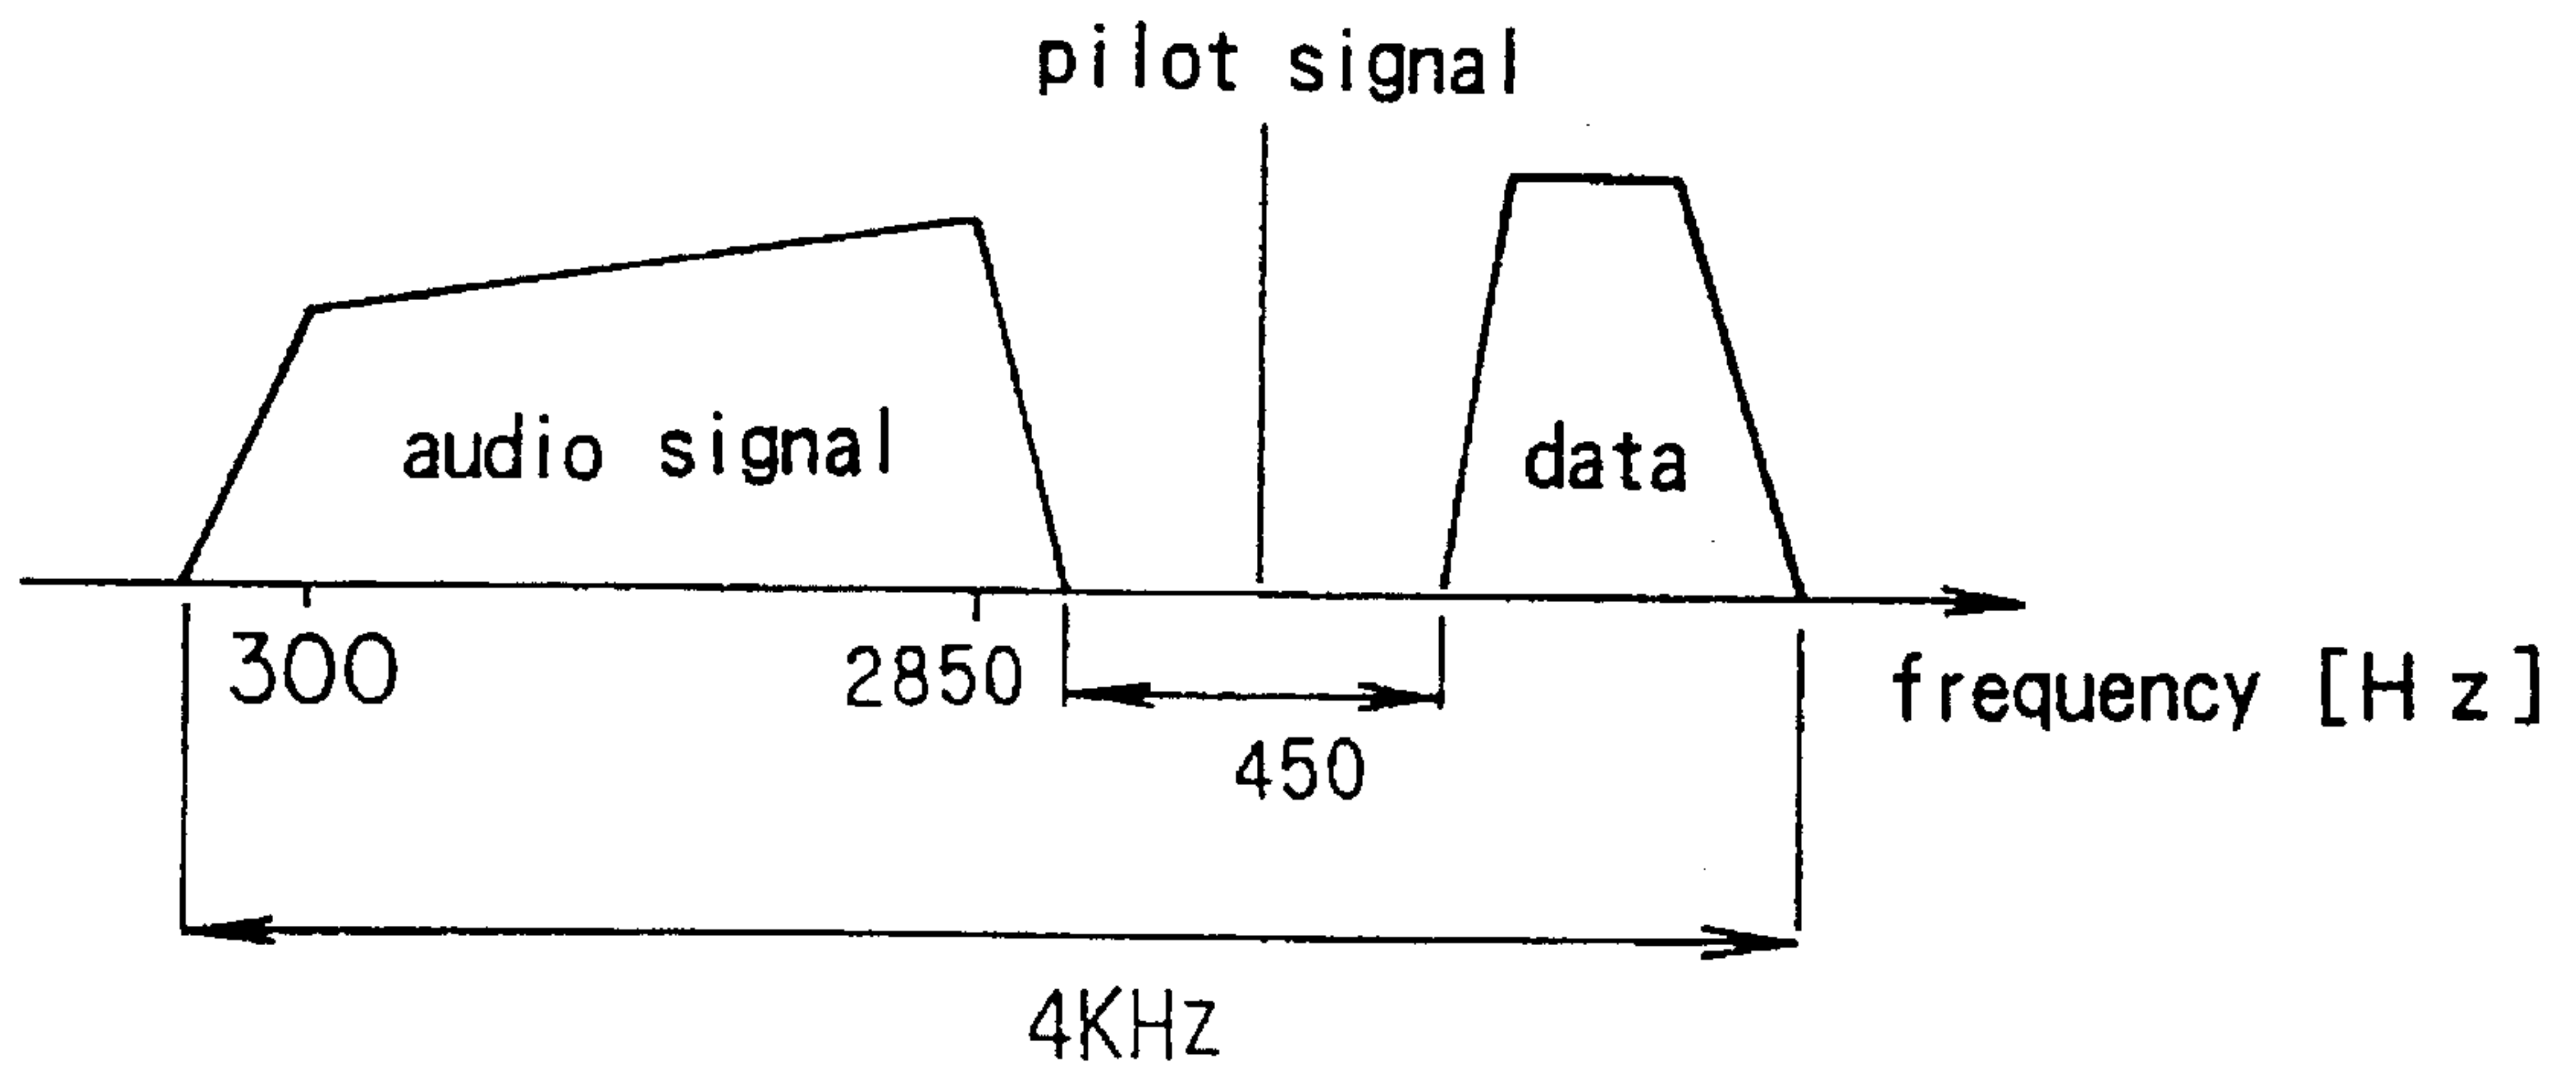 pilot signal
audio signal
data
300
2850
450
frequency [Hz]
4KHz